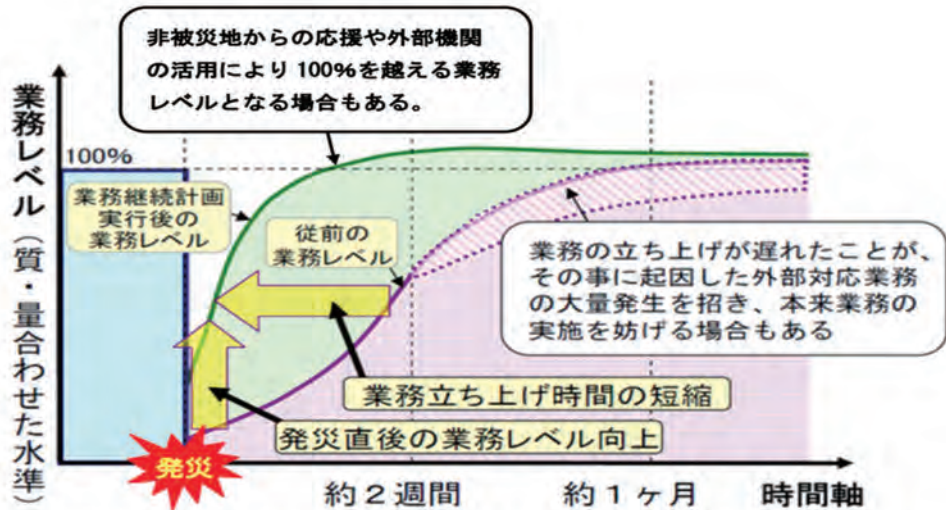 非被災地からの応援や外部機関
の活用により100%を越える業務
レベルとなる場合もある。
業務レベル（質・量合わせた水準）
100%
業務継続計画
実行後の
業務レベル
従前の
業務レベル
業務の立ち上げが遅れたことが、
その事に起因した外部対応業務
の大量発生を招き、本来業務の
実施を妨げる場合もある
業務立ち上げ時間の短縮
発災直後の業務レベル向上
発災
約２週間
約１ヶ月
時間軸